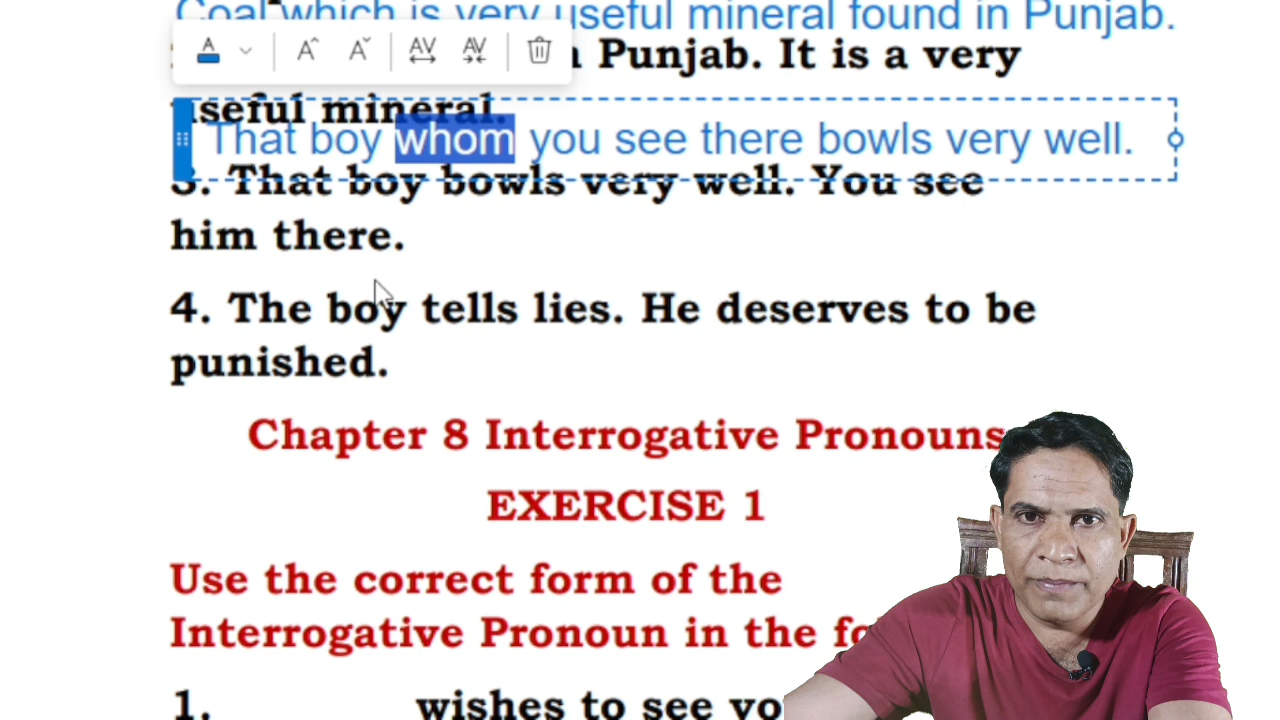 Coal which is very useful mineral found in Punjab.
Punjab. It is a very
useful mineral.
That boy whom you see there bowls very well.
3. That boy bowls very well. You see
him there.
4. The boy tells lies. He deserves to be
punished.
Chapter 8 Interrogative Pronouns
EXERCISE 1
Use the correct form of the
Interrogative Pronoun in the
1. wishes to see